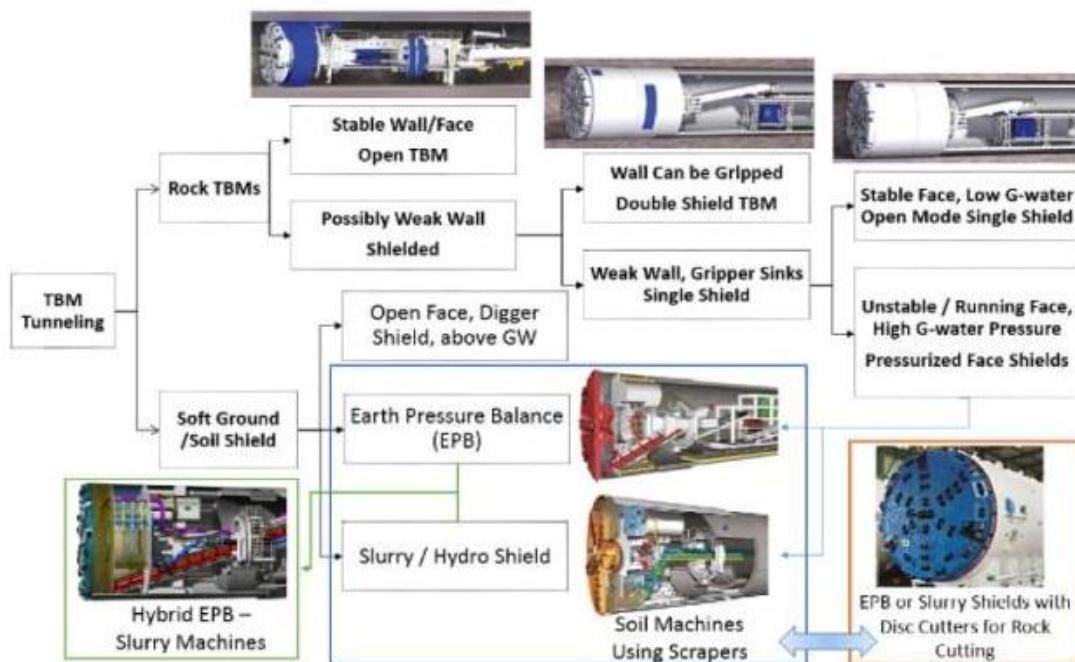 Stable Wall/Face
Open TBM
Rock TBMs
Possibly Weak Wall
Shielded
Wall Can be Gripped
Double Shield TBM
Weak Wall, Gripper Sinks
Single Shield
Stable Face, Low G-water
Open Mode Single Shield
Unstable / Running Face,
High G-water Pressure
Pressurized Face Shields
TBM
Tunneling
Open Face, Digger
Shield, above GW
Soft Ground
/Soil Shield
Earth Pressure Balance
(EPB)
Slurry / Hydro Shield
Hybrid EPB –
Slurry Machines
Soil Machines
Using Scrapers
EPB or Slurry Shields with
Disc Cutters for Rock
Cutting